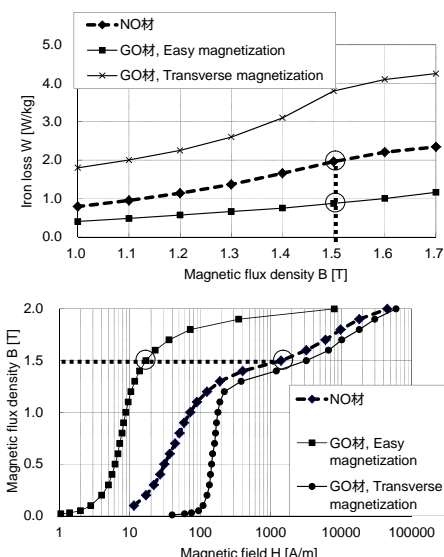 NO材
GO材, Easy magnetization
GO材, Transverse magnetization
5.0
4.0
3.0
2.0
1.0
0.0
Iron loss W [W/kg]
1.0 1.1 1.2 1.3 1.4 1.5 1.6 1.7
Magnetic flux density B [T]
2.0
1.5
1.0
0.5
0.0
Magnetic flux density B [T]
NO材
GO材, Easy
magnetization
GO材, Transverse
magnetization
1 10 100 1000 10000 100000
Magnetic field H [A/m]